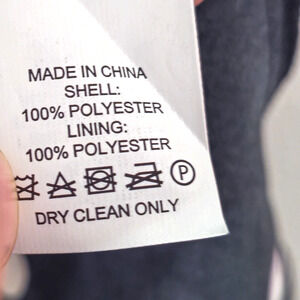 MADE IN CHINA
SHELL:
100% POLYESTER
LINING:
100% POLYESTER
P
DRY CLEAN ONLY